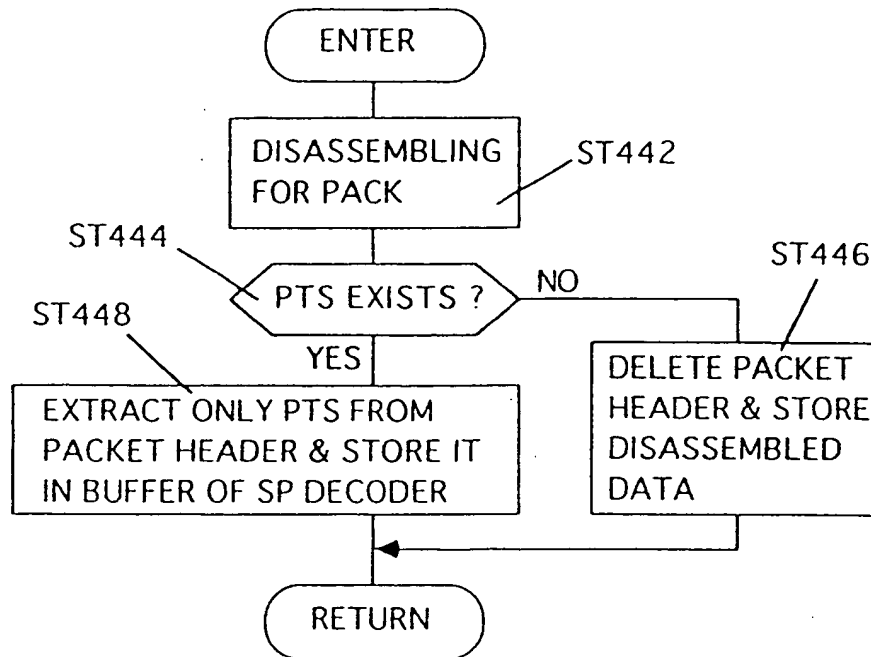 ENTER
DISASSEMBLING
FOR PACK
ST442
ST444
PTS EXISTS ?
NO
ST446
ST448
YES
EXTRACT ONLY PTS FROM
PACKET HEADER & STORE IT
IN BUFFER OF SP DECODER
DELETE PACKET
HEADER & STORE
DISASSEMBLED
DATA
RETURN